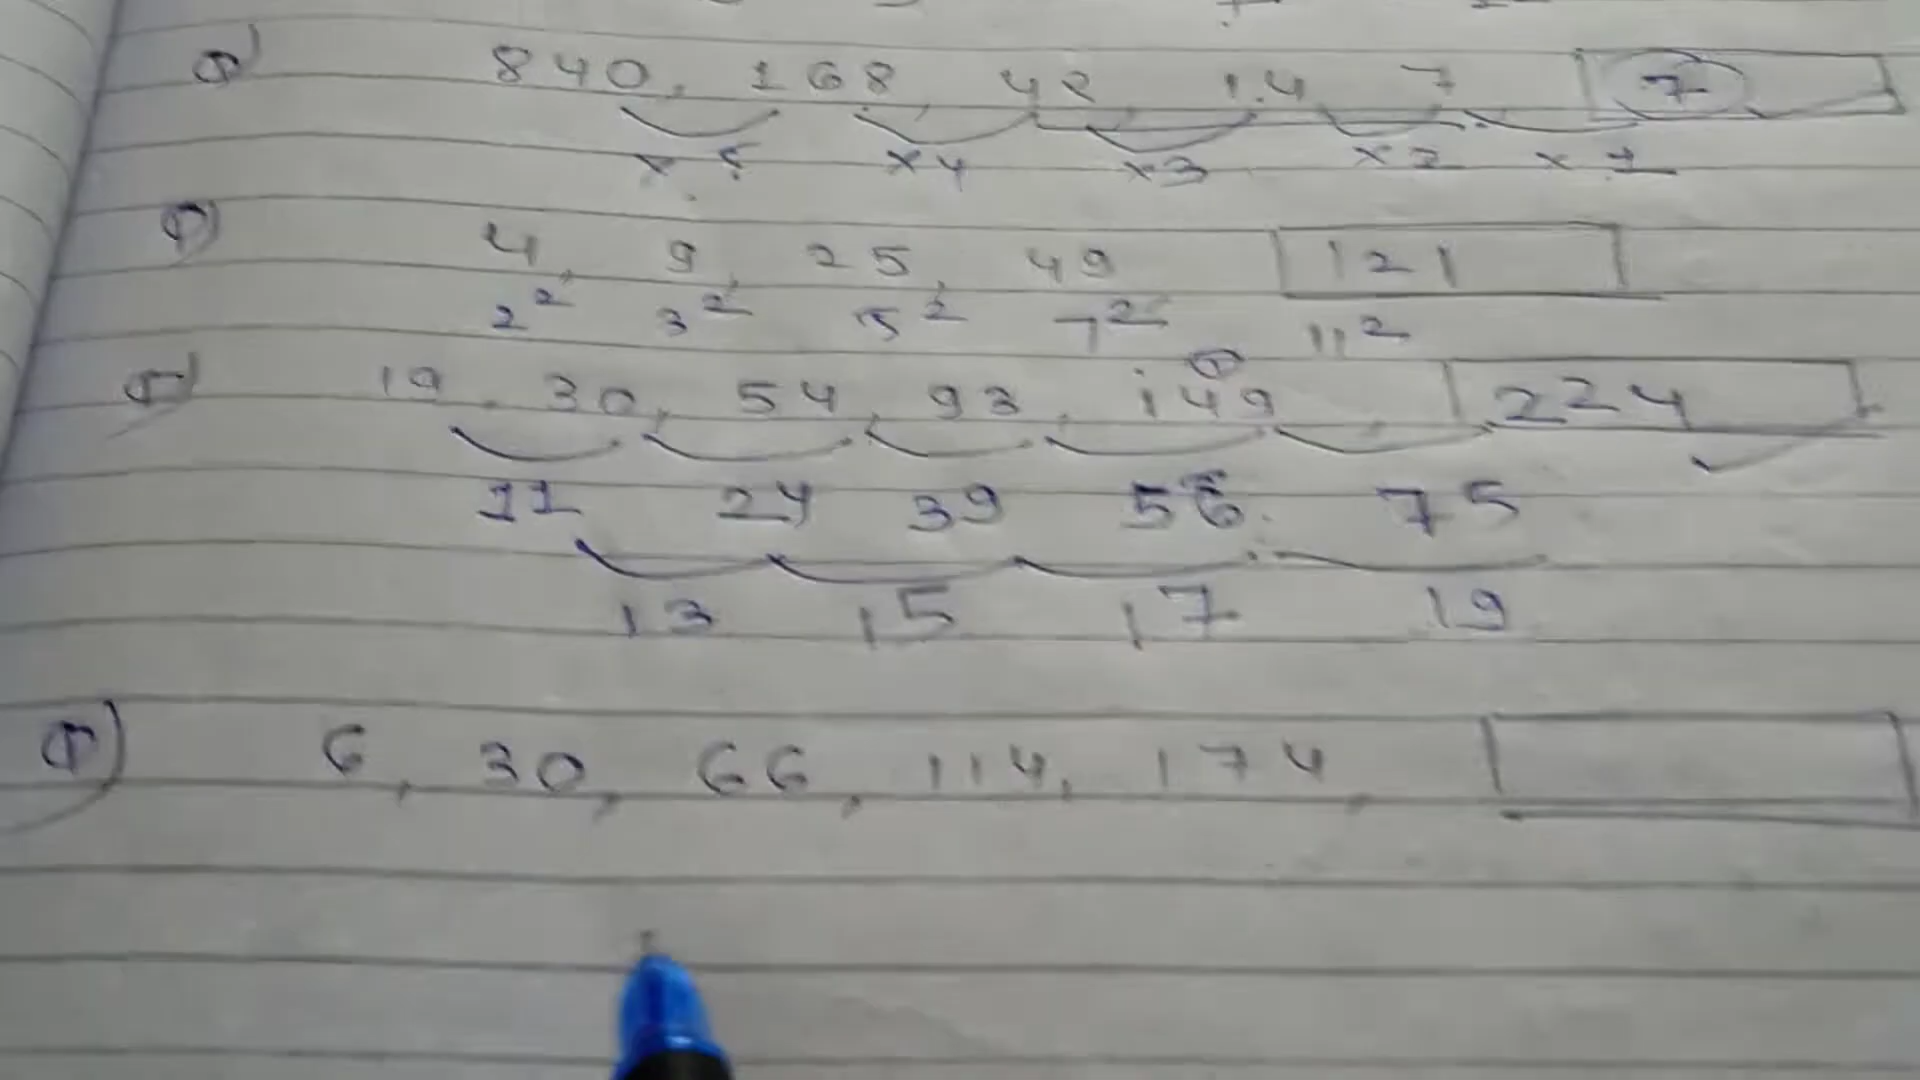 840, 168, 42, 14 7 7
×5 ×4 ×3 ×2 ×1
4, 9, 25, 49 121
2² 3² 5² 7² 11²
19, 30, 54, 93, 149 224
11 24 39 56 75
13 15 17 19
6, 30, 66, 114, 174,